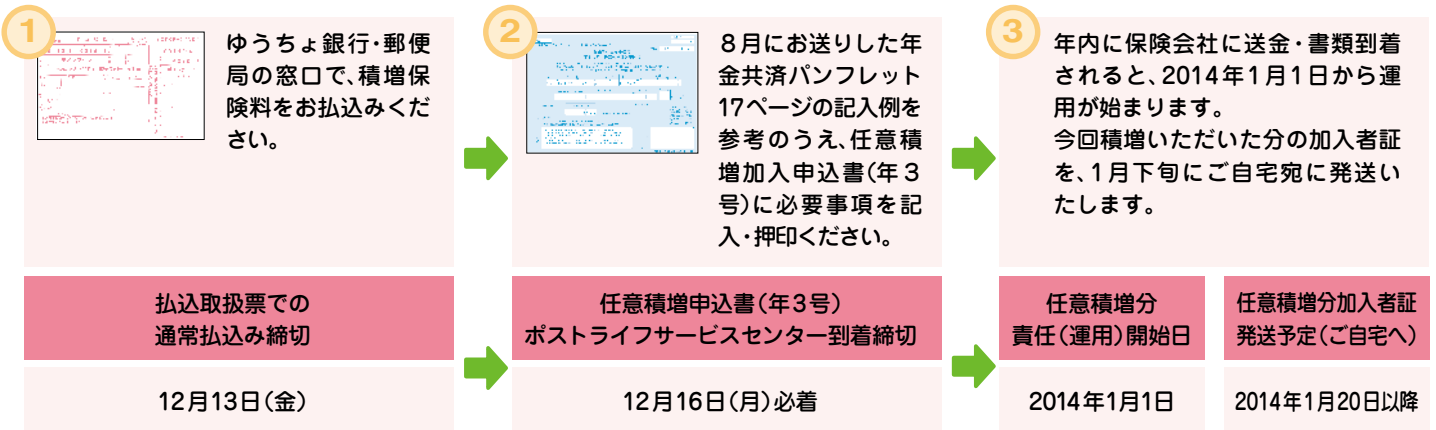 1
ゆうちょ銀行・郵便
局の窓口で、積増保
険料をお払込みくだ
さい。
2
8月にお送りした年
金共済パンフレット
17ページの記入例を
参考のうえ、任意積
増加入申込書(年3
号)に必要事項を記
入・押印ください。
3
年内に保険会社に送金・書類到着
されると、2014年1月1日から運
用が始まります。
今回積増いただいた分の加入者証
を、1月下旬にご自宅宛に発送い
たします。
払込取扱票での
通常払込み締切
12月13日(金)
任意積増申込書(年3号)
ポストライフサービスセンター到着締切
12月16日(月)必着
任意積増分
責任(運用)開始日
2014年1月1日
任意積増分加入者証
発送予定(ご自宅へ)
2014年1月20日以降